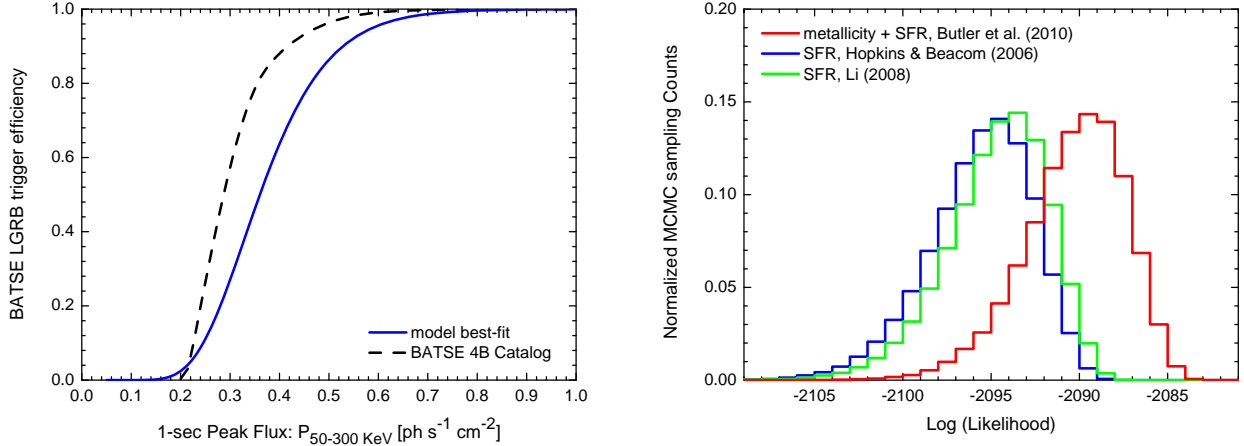 BATSE LGRB trigger efficiency
1.0
0.8
0.6
0.4
0.2
0.0
model best-fit
BATSE 4B Catalog
0.0 0.1 0.2 0.3 0.4 0.5 0.6 0.7 0.8 0.9 1.0
1-sec Peak Flux: P50-300 KeV [ph s-1 cm-2]
Normalized MCMC sampling Counts
0.20
0.15
0.10
0.05
0.00
metallicity + SFR, Butler et al. (2010)
SFR, Hopkins & Beacom (2006)
SFR, Li (2008)
-2105 -2100 -2095 -2090 -2085
Log (Likelihood)